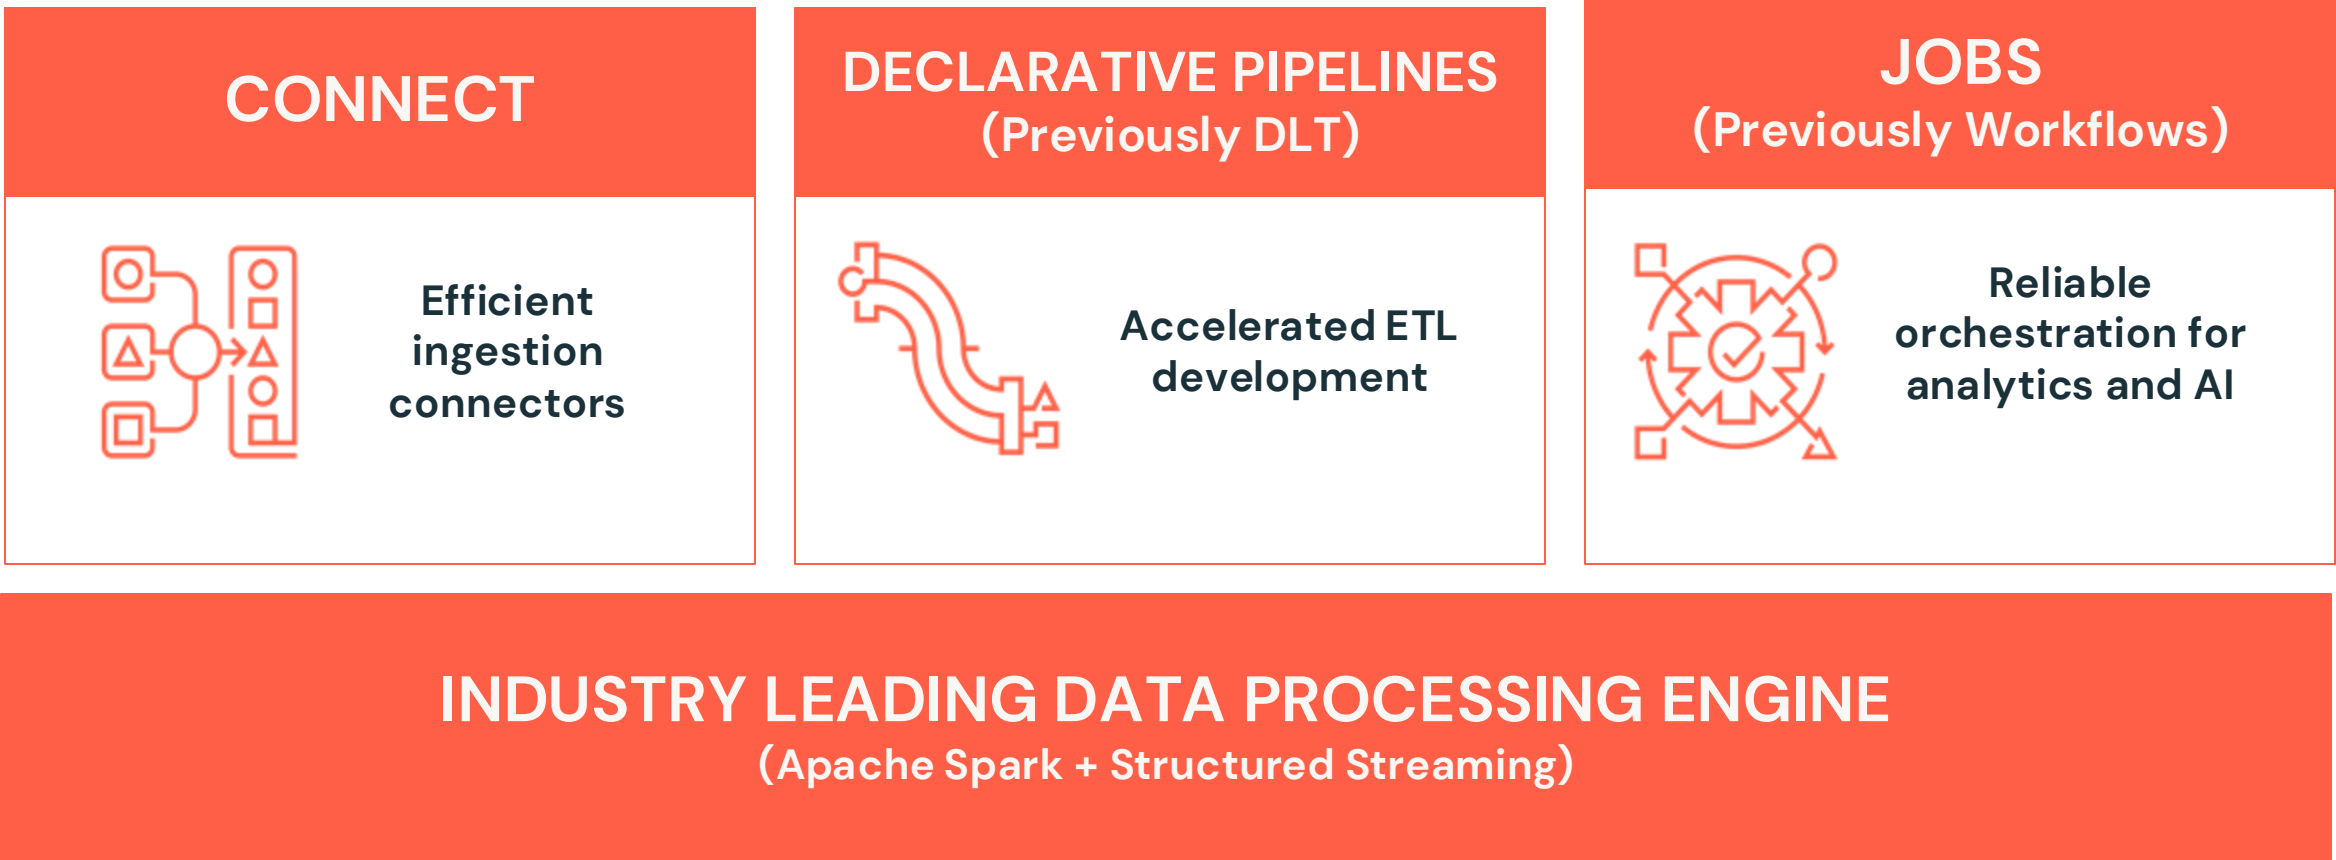 CONNECT
Efficient
ingestion
connectors
DECLARATIVE PIPELINES
(Previously DLT)
Accelerated ETL
development
JOBS
(Previously Workflows)
Reliable
orchestration for
analytics and AI
INDUSTRY LEADING DATA PROCESSING ENGINE
(Apache Spark + Structured Streaming)